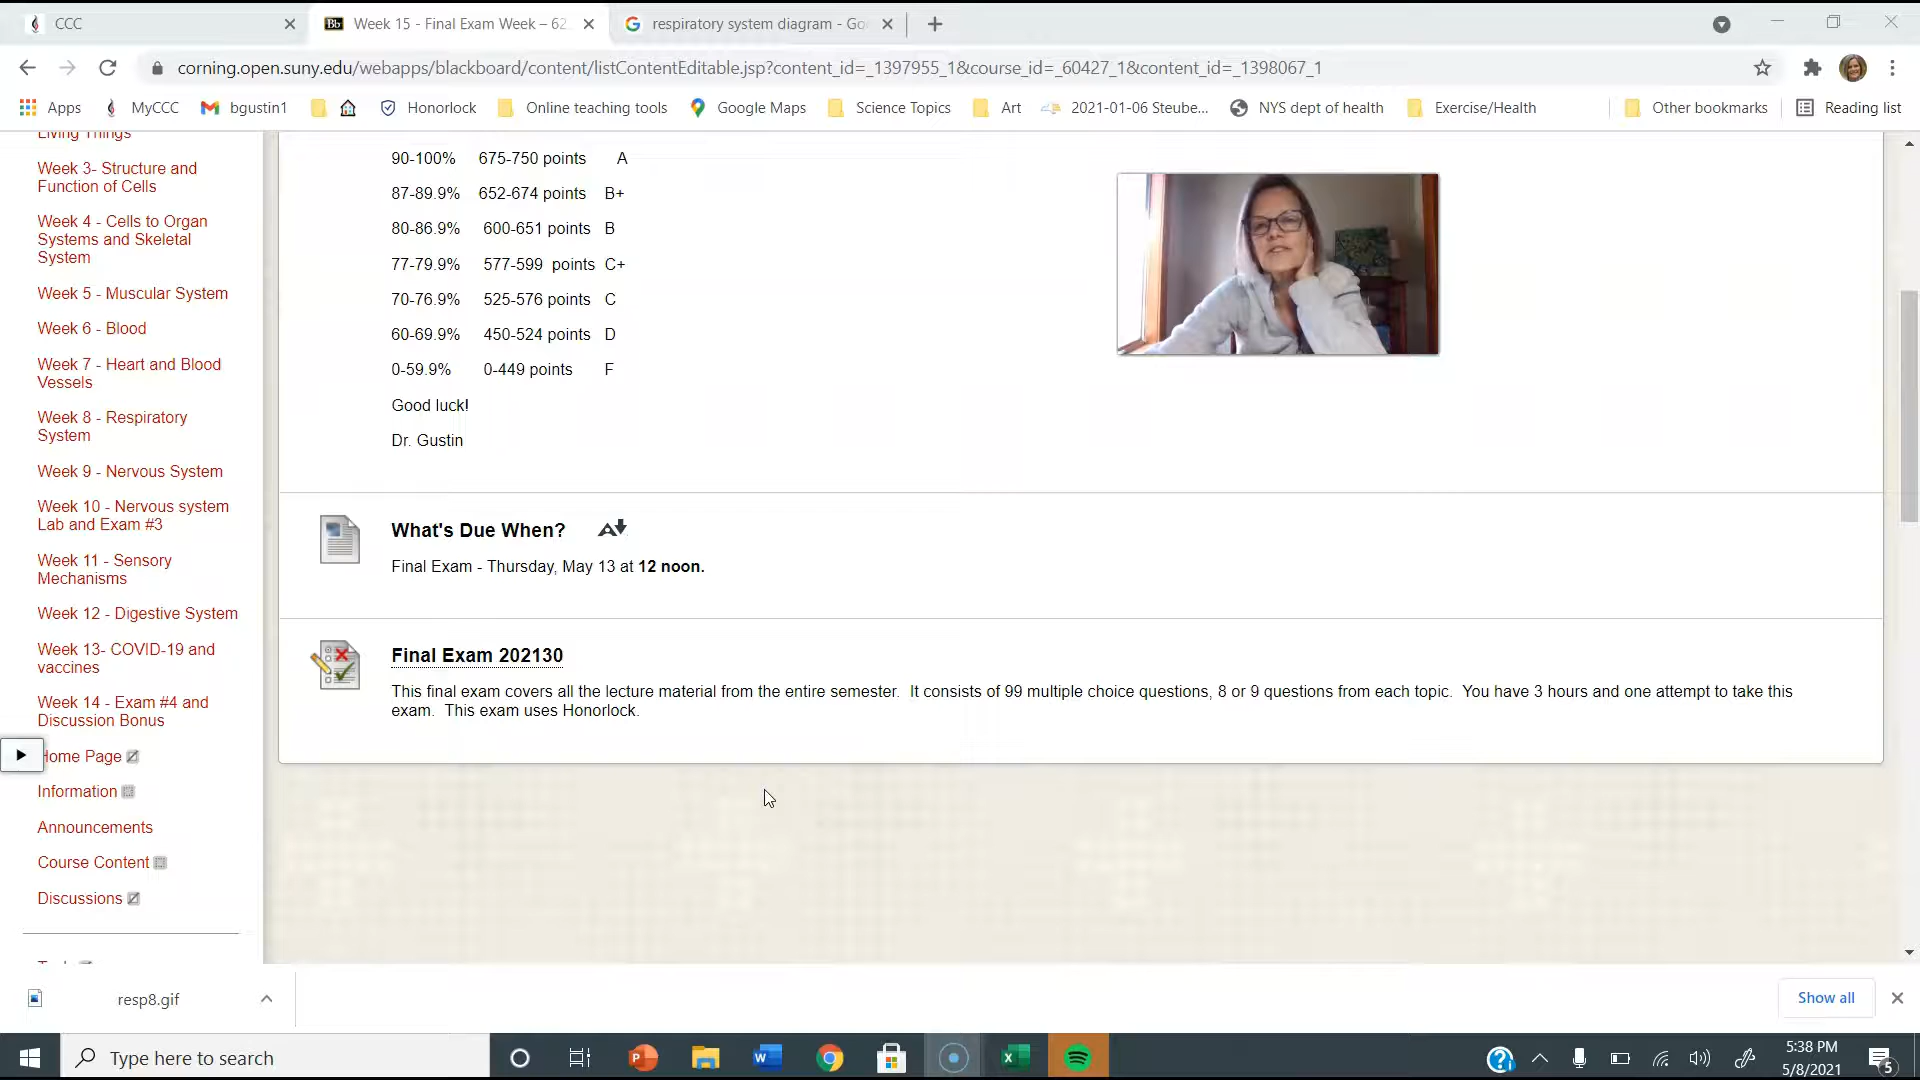 CCC
Bb Week 15 - Final Exam Week – 62
respiratory system diagram - Go
corning.open.suny.edu/webapps/blackboard/content/listContentEditable.jsp?content_id=_1397955_1&course_id=_60427_1&content_id=_1398067_1
Apps MyCCC bgustin1 Honorlock Online teaching tools Google Maps Science Topics Art 2021-01-06 Steube... NYS dept of health Exercise/Health Other bookmarks Reading list
Living Things
Week 3- Structure and
Function of Cells
Week 4 - Cells to Organ
Systems and Skeletal
System
Week 5 - Muscular System
Week 6 - Blood
Week 7 - Heart and Blood
Vessels
Week 8 - Respiratory
System
Week 9 - Nervous System
Week 10 - Nervous system
Lab and Exam #3
Week 11 - Sensory
Mechanisms
Week 12 - Digestive System
Week 13- COVID-19 and
vaccines
Week 14 - Exam #4 and
Discussion Bonus
Home Page
Information
Announcements
Course Content
Discussions
90-100% 675-750 points A
87-89.9% 652-674 points B+
80-86.9% 600-651 points B
77-79.9% 577-599 points C+
70-76.9% 525-576 points C
60-69.9% 450-524 points D
0-59.9% 0-449 points F
Good luck!
Dr. Gustin
What's Due When?
Final Exam - Thursday, May 13 at 12 noon.
Final Exam 202130
This final exam covers all the lecture material from the entire semester. It consists of 99 multiple choice questions, 8 or 9 questions from each topic. You have 3 hours and one attempt to take this
exam. This exam uses Honorlock.
resp8.gif
Show all
Type here to search
5:38 PM
5/8/2021
5